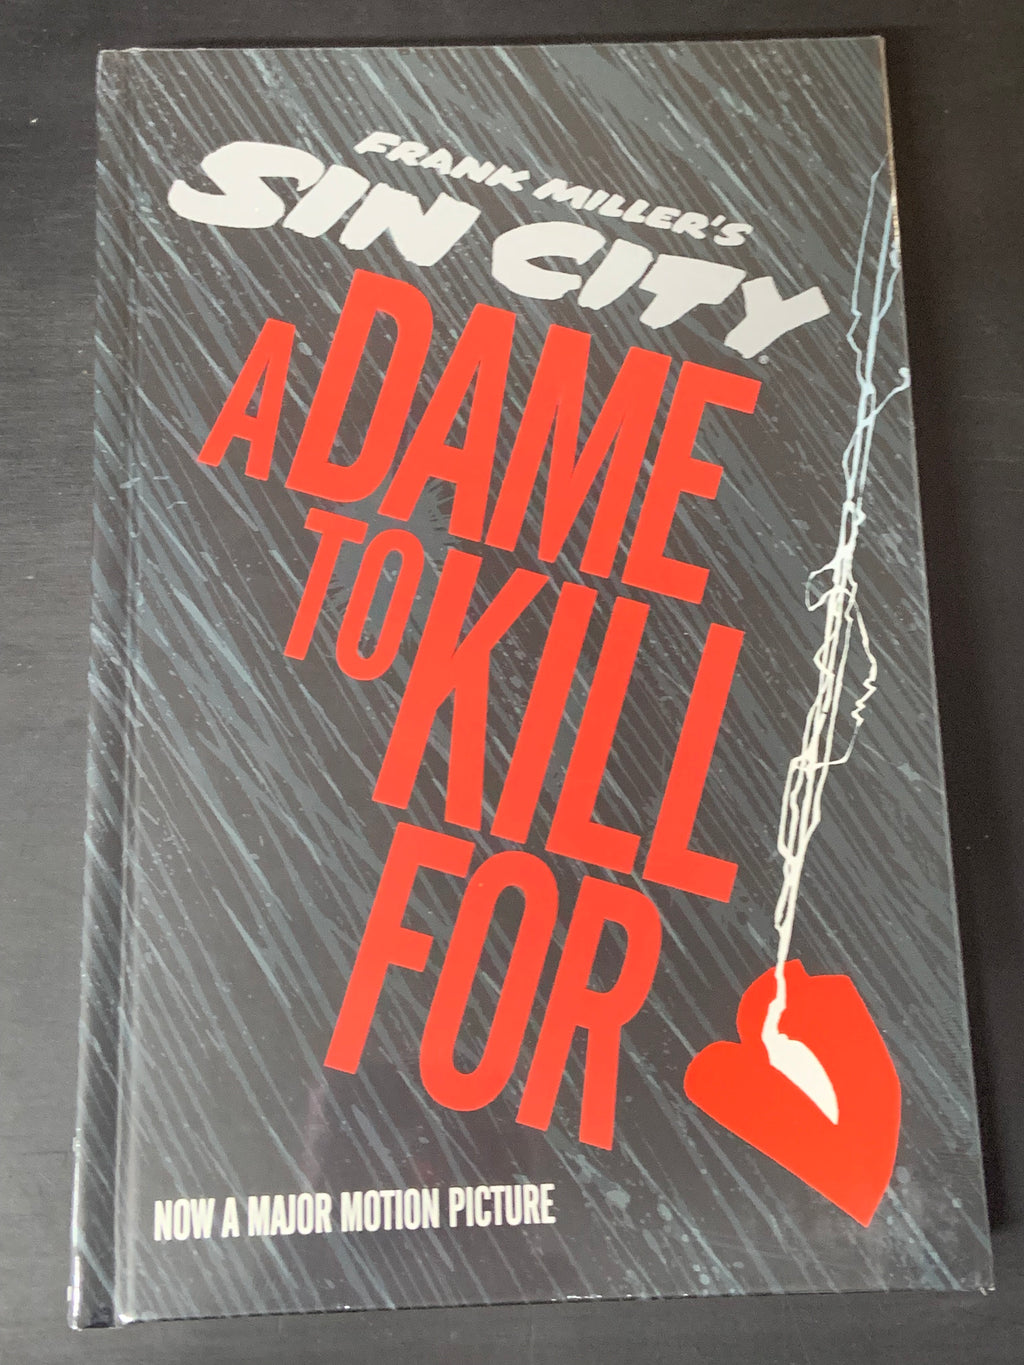 FRANK MILLER'S
SIN CITY®
A DAME
TO KILL
FOR
NOW A MAJOR MOTION PICTURE